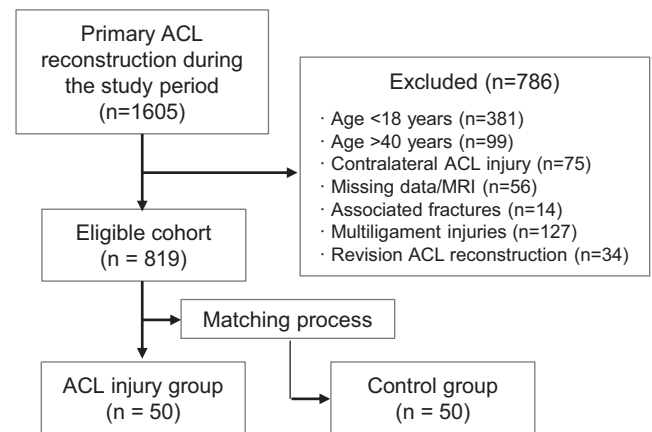 Primary ACL
reconstruction during
the study period
(n=1605)
Excluded (n=786)
· Age <18 years (n=381)
· Age >40 years (n=99)
· Contralateral ACL injury (n=75)
· Missing data/MRI (n=56)
· Associated fractures (n=14)
· Multiligament injuries (n=127)
· Revision ACL reconstruction (n=34)
Eligible cohort
(n = 819)
Matching process
ACL injury group
(n = 50)
Control group
(n = 50)